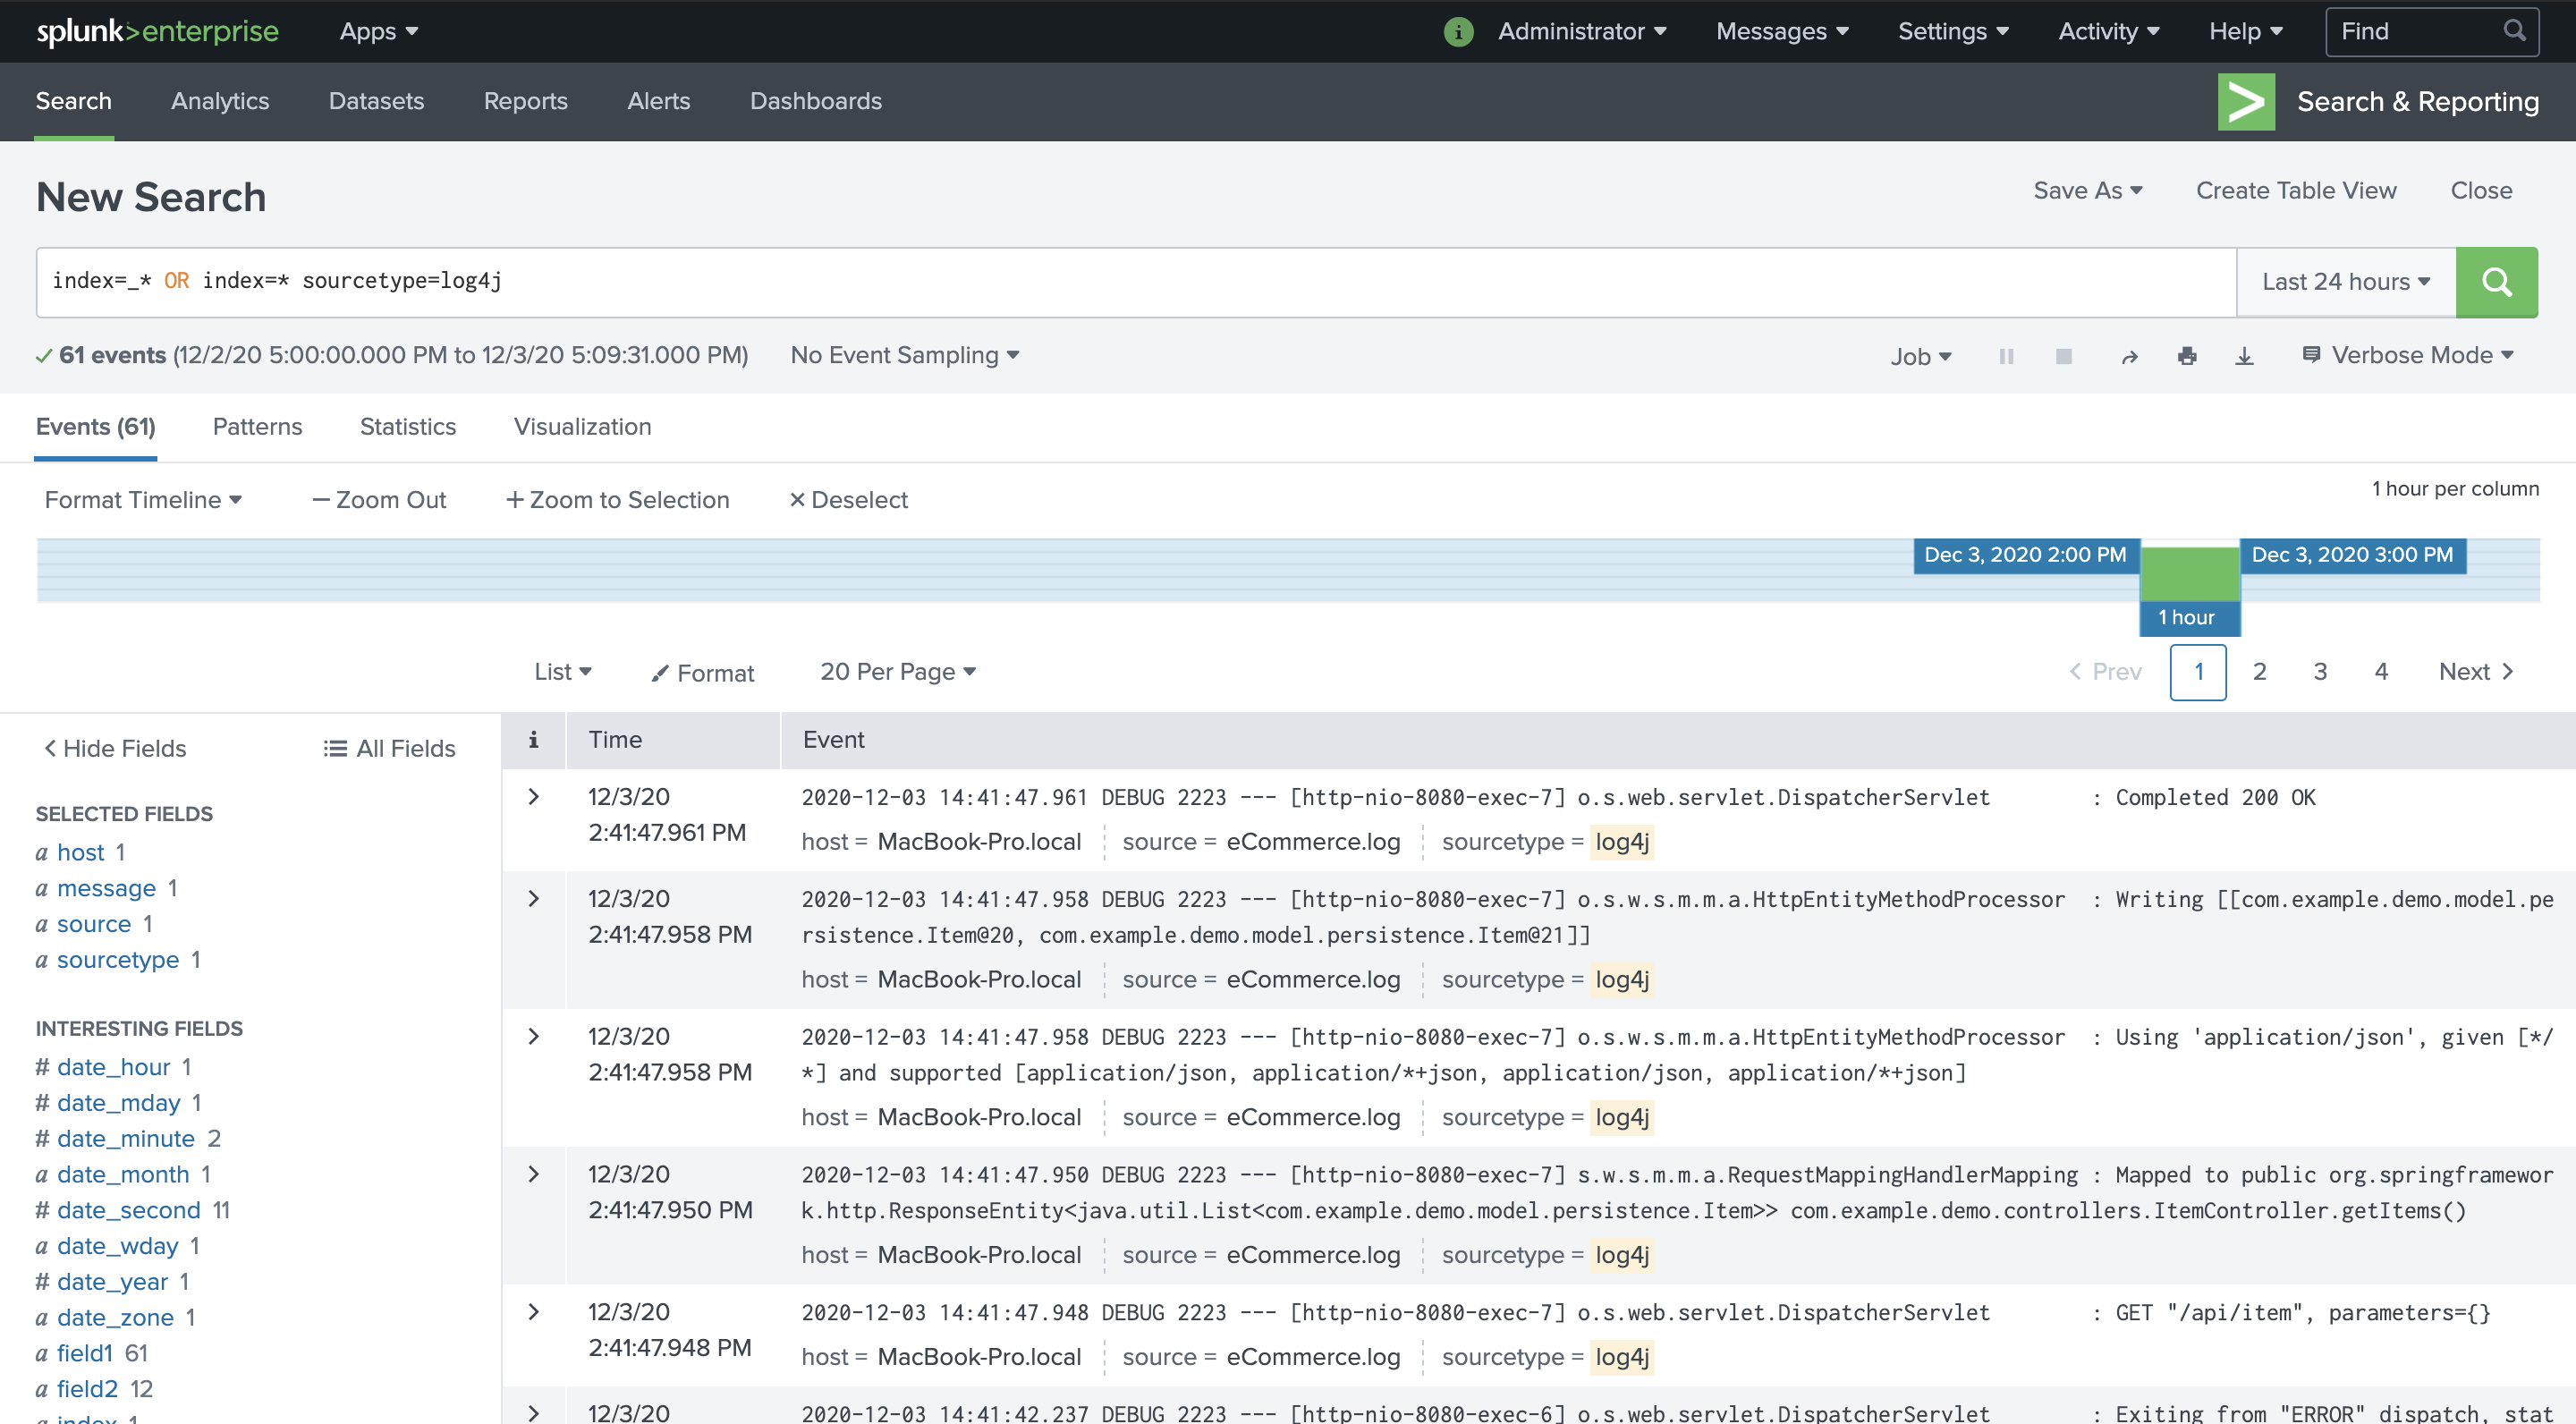 splunk>enterprise Apps Administrator Messages Settings Activity Help Find
Search Analytics Datasets Reports Alerts Dashboards Search & Reporting
New Search Save As Create Table View Close
index=_* OR index=* sourcetype=log4j Last 24 hours
61 events (12/2/20 5:00:00.000 PM to 12/3/20 5:09:31.000 PM) No Event Sampling Job Verbose Mode
Events (61) Patterns Statistics Visualization
Format Timeline — Zoom Out + Zoom to Selection × Deselect 1 hour per column
Dec 3, 2020 2:00 PM Dec 3, 2020 3:00 PM
1 hour
List Format 20 Per Page < Prev 1 2 3 4 Next >
< Hide Fields All Fields
SELECTED FIELDS
a host 1
a message 1
a source 1
a sourcetype 1
INTERESTING FIELDS
# date_hour 1
# date_mday 1
# date_minute 2
a date_month 1
# date_second 11
a date_wday 1
# date_year 1
a date_zone 1
a field1 61
a field2 12
a index 1
i Time Event
12/3/20 2020-12-03 14:41:47.961 DEBUG 2223 --- [http-nio-8080-exec-7] o.s.web.servlet.DispatcherServlet : Completed 200 OK
2:41:47.961 PM
host = MacBook-Pro.local source = eCommerce.log sourcetype = log4j
12/3/20 2020-12-03 14:41:47.958 DEBUG 2223 --- [http-nio-8080-exec-7] o.s.w.s.m.m.a.HttpEntityMethodProcessor : Writing [[com.example.demo.model.pe
2:41:47.958 PM rsistence.Item@20, com.example.demo.model.persistence.Item@21]]
host = MacBook-Pro.local source = eCommerce.log sourcetype = log4j
12/3/20 2020-12-03 14:41:47.958 DEBUG 2223 --- [http-nio-8080-exec-7] o.s.w.s.m.m.a.HttpEntityMethodProcessor : Using 'application/json', given [*/
2:41:47.958 PM *] and supported [application/json, application/*+json, application/json, application/*+json]
host = MacBook-Pro.local source = eCommerce.log sourcetype = log4j
12/3/20 2020-12-03 14:41:47.950 DEBUG 2223 --- [http-nio-8080-exec-7] s.w.s.m.m.a.RequestMappingHandlerMapping : Mapped to public org.springframewor
2:41:47.950 PM k.http.ResponseEntity<java.util.List<com.example.demo.model.persistence.Item>> com.example.demo.controllers.ItemController.getItems()
host = MacBook-Pro.local source = eCommerce.log sourcetype = log4j
12/3/20 2020-12-03 14:41:47.948 DEBUG 2223 --- [http-nio-8080-exec-7] o.s.web.servlet.DispatcherServlet : GET "/api/item", parameters={}
2:41:47.948 PM
host = MacBook-Pro.local source = eCommerce.log sourcetype = log4j
12/3/20 2020-12-03 14:41:42.237 DEBUG 2223 --- [http-nio-8080-exec-6] o.s.web.servlet.DispatcherServlet : Exiting from "ERROR" dispatch, stat